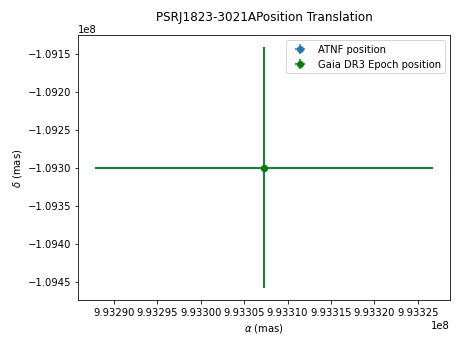 PSRJ1823-3021APosition Translation
1e8
ATNF position
Gaia DR3 Epoch position
−1.0915
−1.0920
−1.0925
−1.0930
−1.0935
−1.0940
−1.0945
δ (mas)
9.93290 9.93295 9.93300 9.93305 9.93310 9.93315 9.93320 9.93325
α (mas)
1e8